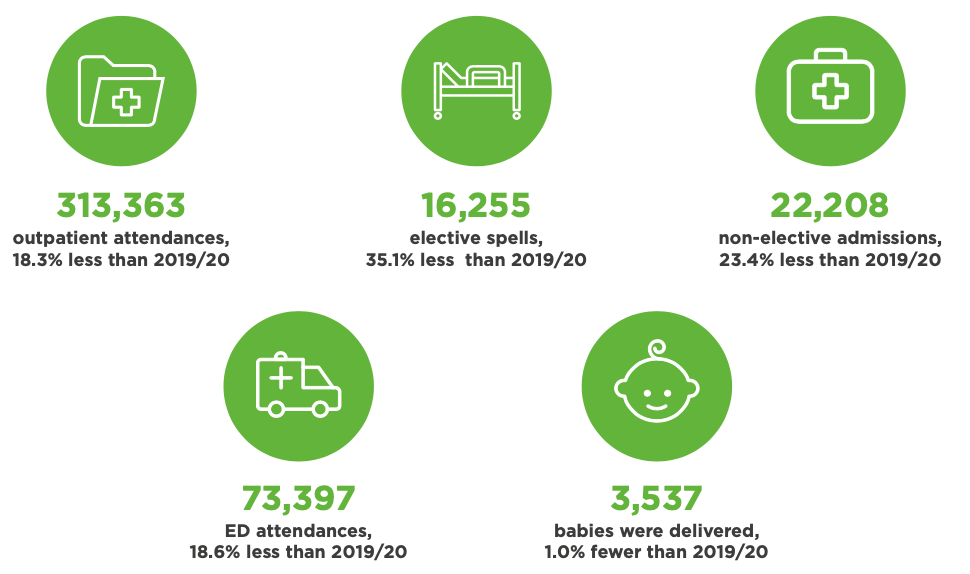 313,363
outpatient attendances,
18.3% less than 2019/20
16,255
elective spells,
35.1% less  than 2019/20
22,208
non-elective admissions,
23.4% less than 2019/20
73,397
ED attendances,
18.6% less than 2019/20
3,537
babies were delivered,
1.0% fewer than 2019/20